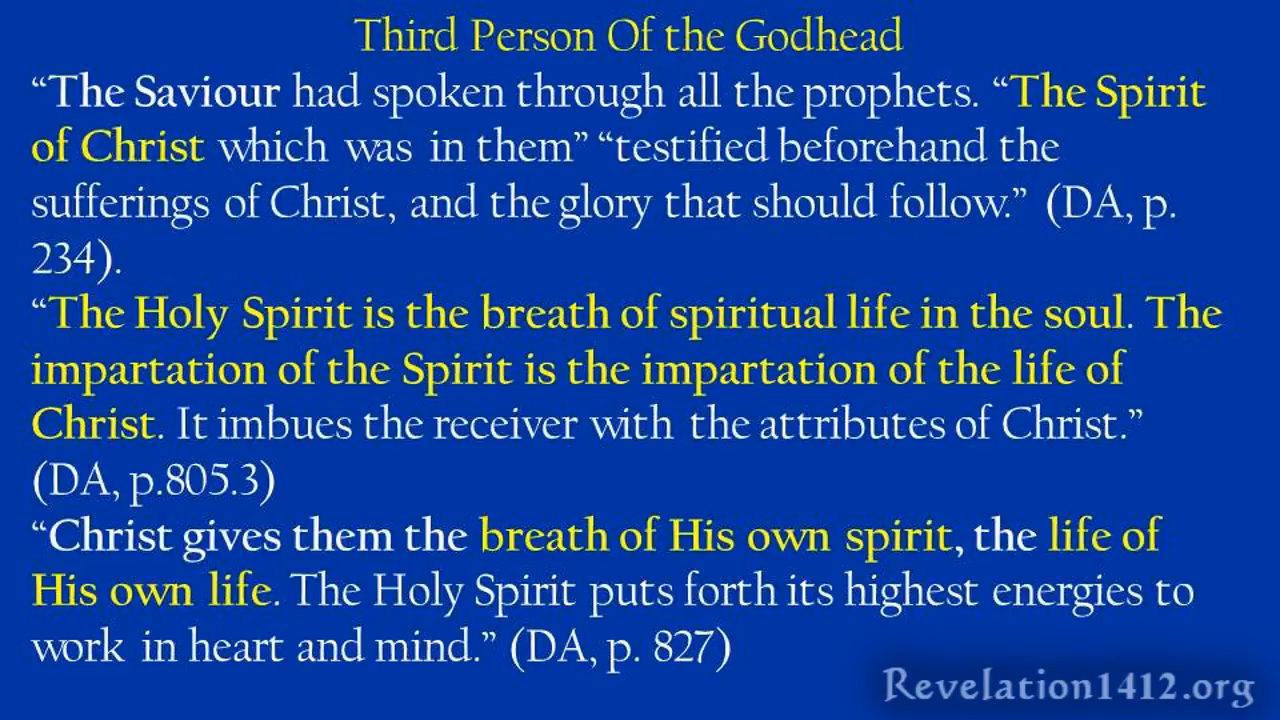 Third Person Of the Godhead
“The Saviour had spoken through all the prophets. “The Spirit
of Christ which was in them” “testified beforehand the
sufferings of Christ, and the glory that should follow.” (DA, p.
234).
“The Holy Spirit is the breath of spiritual life in the soul. The
impartation of the Spirit is the impartation of the life of
Christ. It imbues the receiver with the attributes of Christ.”
(DA, p.805.3)
“Christ gives them the breath of His own spirit, the life of
His own life. The Holy Spirit puts forth its highest energies to
work in heart and mind.” (DA, p. 827)
Revelation1412.org